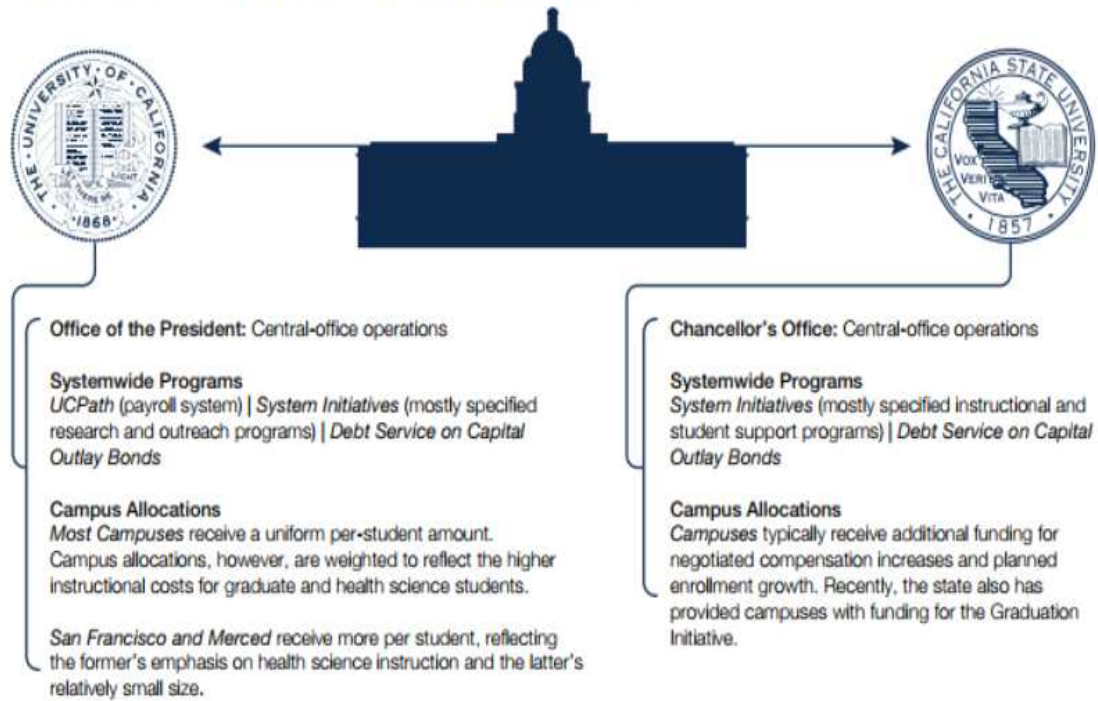 THE · UNIVERSITY · OF · CALIFORNIA
LET THERE BE LIGHT
·1868·
THE CALIFORNIA STATE UNIVERSITY
VOX
VERI
VITA
1857
Office of the President: Central-office operations
Systemwide Programs
UCPath (payroll system) | System Initiatives (mostly specified
research and outreach programs) | Debt Service on Capital
Outlay Bonds
Campus Allocations
Most Campuses receive a uniform per-student amount.
Campus allocations, however, are weighted to reflect the higher
instructional costs for graduate and health science students.
San Francisco and Merced receive more per student, reflecting
the former's emphasis on health science instruction and the latter's
relatively small size.
Chancellor's Office: Central-office operations
Systemwide Programs
System Initiatives (mostly specified instructional and
student support programs) | Debt Service on Capital
Outlay Bonds
Campus Allocations
Campuses typically receive additional funding for
negotiated compensation increases and planned
enrollment growth. Recently, the state also has
provided campuses with funding for the Graduation
Initiative.